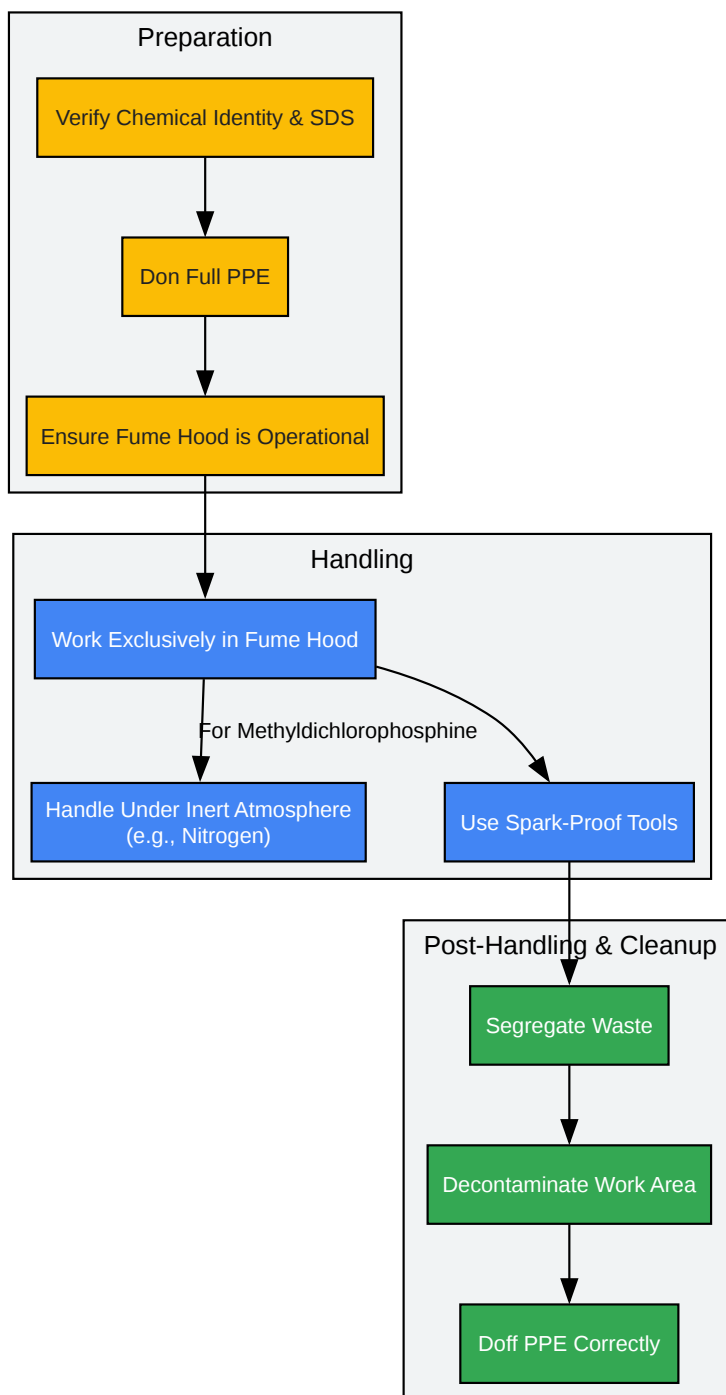 Preparation
Verify Chemical Identity & SDS
Don Full PPE
Ensure Fume Hood is Operational
Handling
Work Exclusively in Fume Hood
For Methyldichlorophosphine
Handle Under Inert Atmosphere
(e.g., Nitrogen)
Use Spark-Proof Tools
Post-Handling & Cleanup
Segregate Waste
Decontaminate Work Area
Doff PPE Correctly